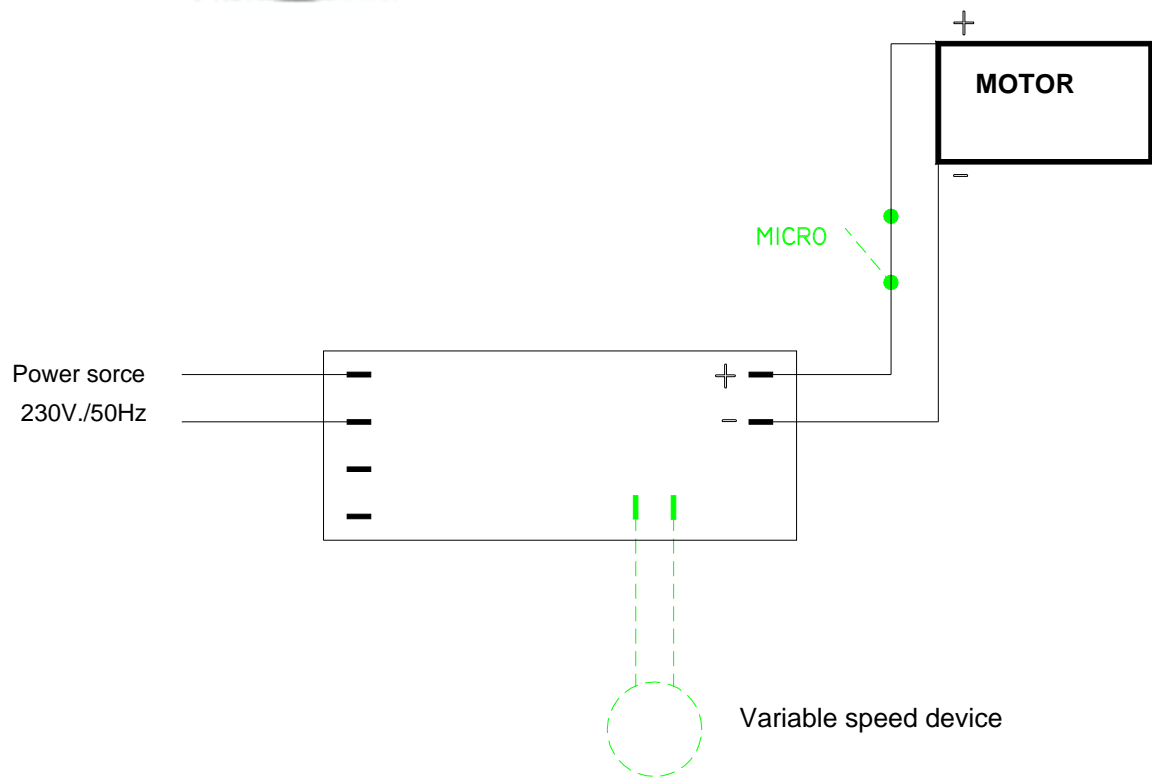 +
MOTOR
-
MICRO
Power sorce
230V./50Hz
+
-
Variable speed device